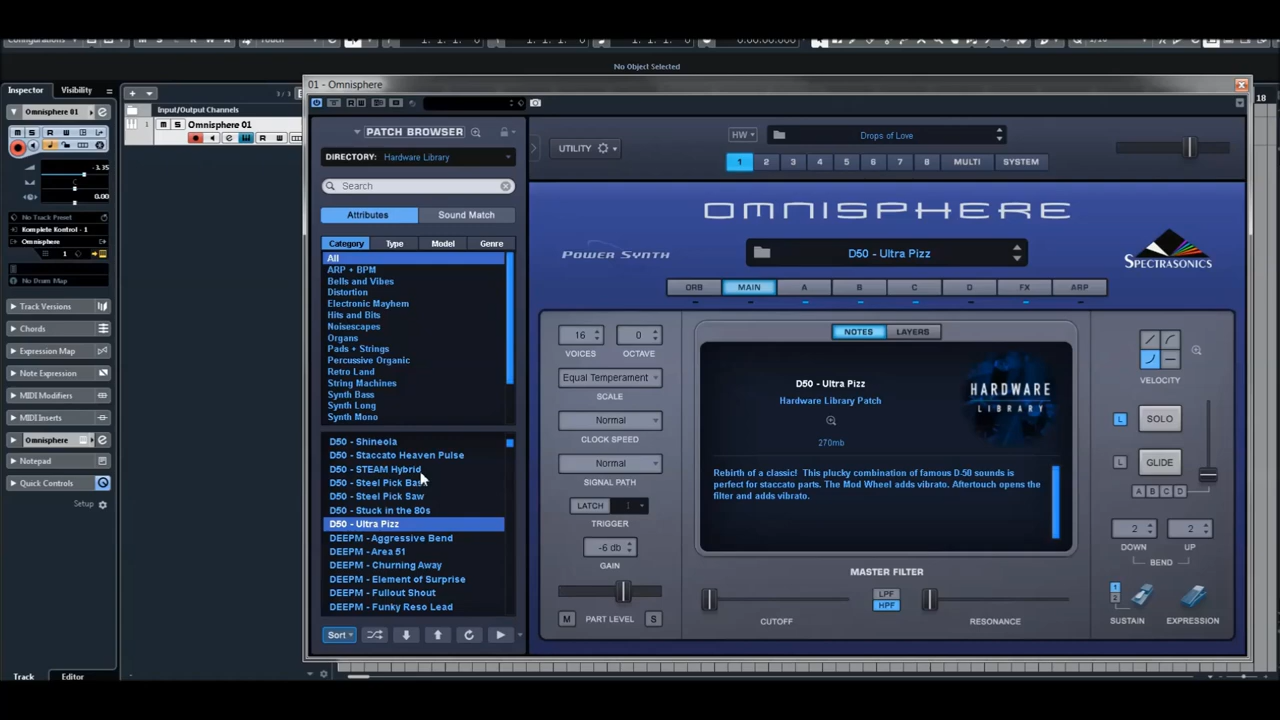 No Object Selected
Inspector
Visibility
Omnisphere 01
-3.35
0.00
No Track Preset
Komplete Kontrol - 1
Omnisphere
1
No Drum Map
Track Versions
Chords
Expression Map
Note Expression
MIDI Modifiers
MIDI Inserts
Omnisphere
Notepad
Quick Controls
Setup
Track
Editor
Input/Output Channels
1
M S Omnisphere 01
18
01 - Omnisphere
PATCH BROWSER
DIRECTORY: Hardware Library
Search
Attributes
Sound Match
Category
Type
Model
Genre
All
ARP + BPM
Bells and Vibes
Distortion
Electronic Mayhem
Hits and Bits
Noisescapes
Organs
Pads + Strings
Percussive Organic
Retro Land
String Machines
Synth Bass
Synth Long
Synth Mono
D50 - Shineola
D50 - Staccato Heaven Pulse
D50 - STEAM Hybrid
D50 - Steel Pick Bass
D50 - Steel Pick Saw
D50 - Stuck in the 80s
D50 - Ultra Pizz
DEEPM - Aggressive Bend
DEEPM - Area 51
DEEPM - Churning Away
DEEPM - Element of Surprise
DEEPM - Fullout Shout
DEEPM - Funky Reso Lead
Sort
UTILITY
HW
Drops of Love
1 2 3 4 5 6 7 8 MULTI SYSTEM
OMNISPHERE
POWER SYNTH
D50 - Ultra Pizz
SPECTRASONICS
ORB MAIN A B C D FX ARP
16
0
VOICES
OCTAVE
Equal Temperament
SCALE
Normal
CLOCK SPEED
Normal
SIGNAL PATH
LATCH 1
TRIGGER
-6 db
GAIN
M PART LEVEL S
NOTES
LAYERS
D50 - Ultra Pizz
Hardware Library Patch
270mb
HARDWARE
LIBRARY
Rebirth of a classic! This plucky combination of famous D-50 sounds is
perfect for staccato parts. The Mod Wheel adds vibrato. Aftertouch opens the
filter and adds vibrato.
MASTER FILTER
LPF
HPF
CUTOFF
RESONANCE
VELOCITY
L SOLO
L GLIDE
A B C D
2
2
DOWN
UP
BEND
1
2
SUSTAIN
EXPRESSION